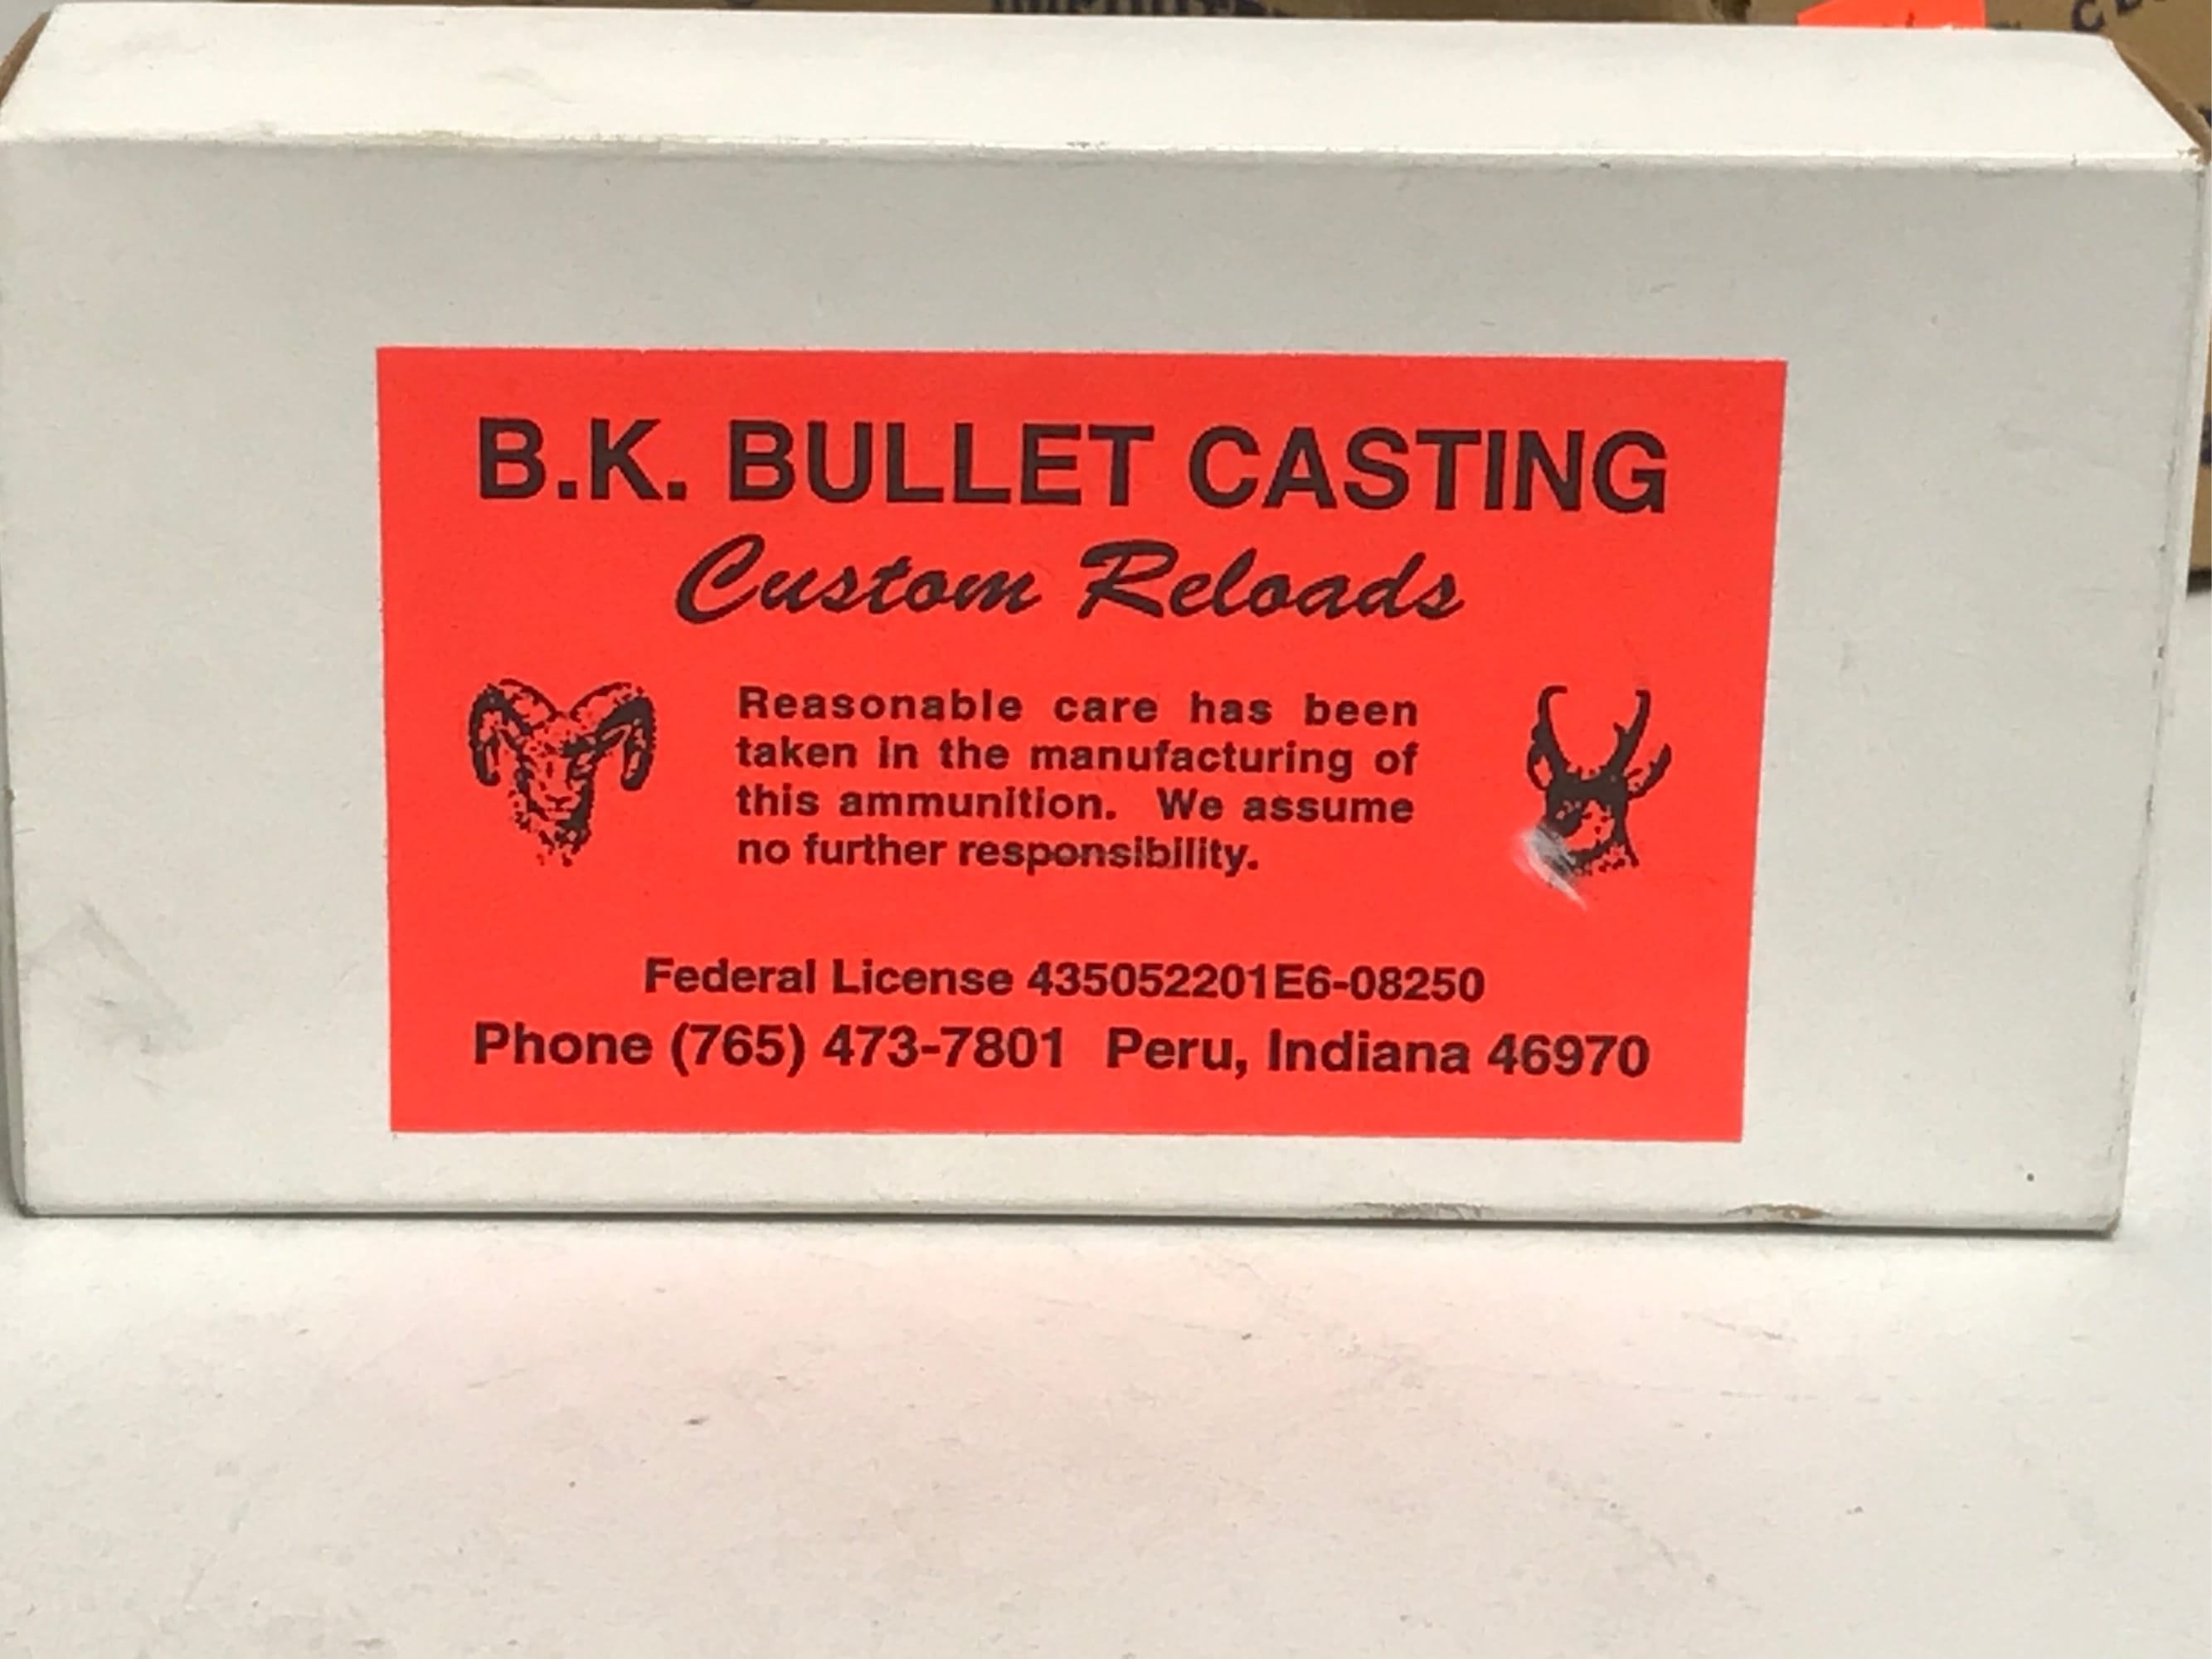 B.K. BULLET CASTING
Custom Reloads
Reasonable care has been
taken in the manufacturing of
this ammunition. We assume
no further responsibility.
Federal License 435052201E6-08250
Phone (765) 473-7801 Peru, Indiana 46970